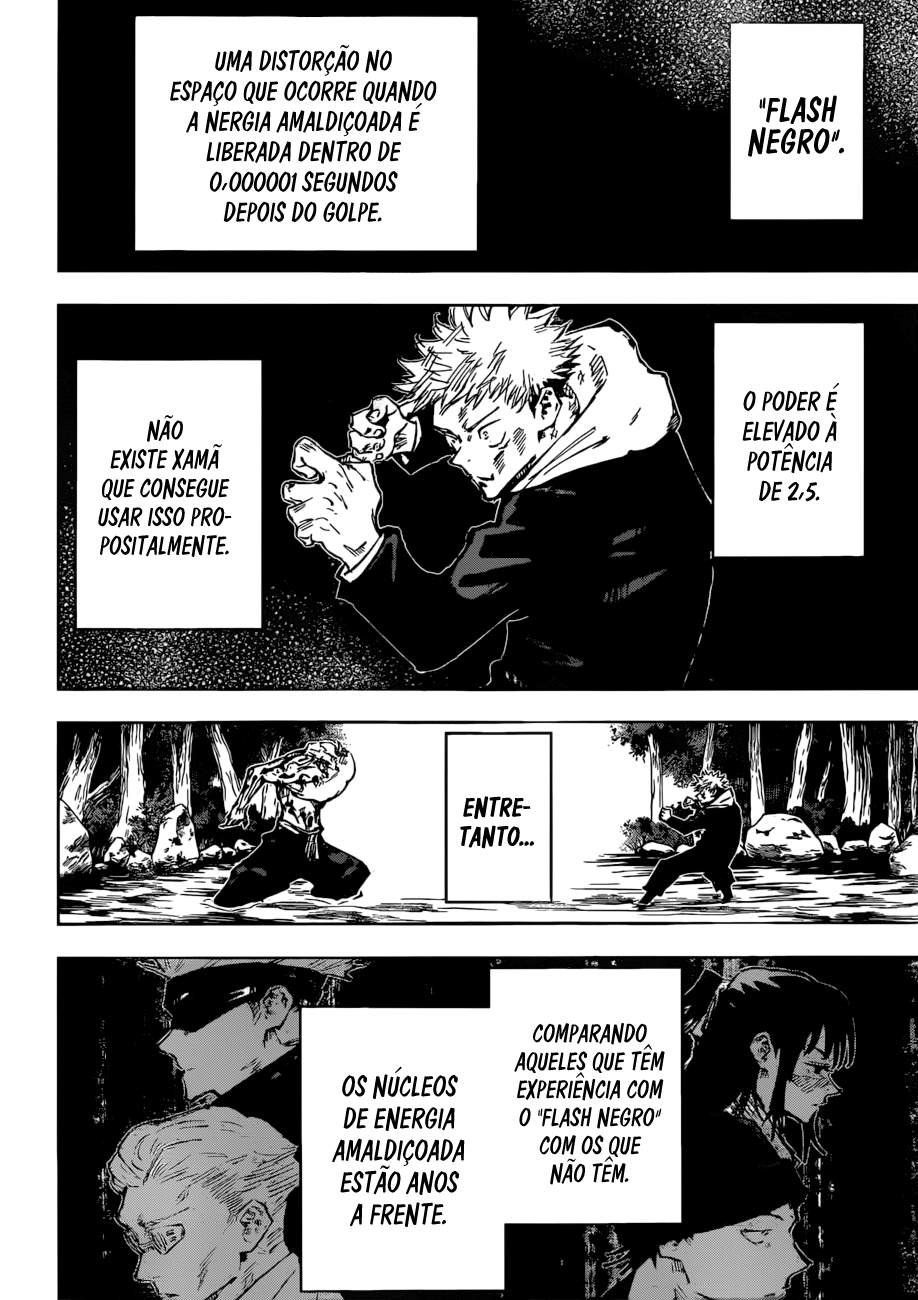 "FLASH
NEGRO".
UMA DISTORÇÃO NO
ESPAÇO QUE OCORRE QUANDO
A NERGIA AMALDIÇOADA É
LIBERADA DENTRO DE
0,000001 SEGUNDOS
DEPOIS DO GOLPE.
O PODER É
ELEVADO À
POTÊNCIA
DE 2,5.
NÃO
EXISTE XAMÃ
QUE CONSEGUE
USAR ISSO PRO-
POSITALMENTE.
ENTRE-
TANTO...
COMPARANDO
AQUELES QUE TÊM
EXPERIÊNCIA COM
O "FLASH NEGRO"
COM OS QUE
NÃO TÊM.
OS NÚCLEOS
DE ENERGIA
AMALDIÇOADA
ESTÃO ANOS
A FRENTE.